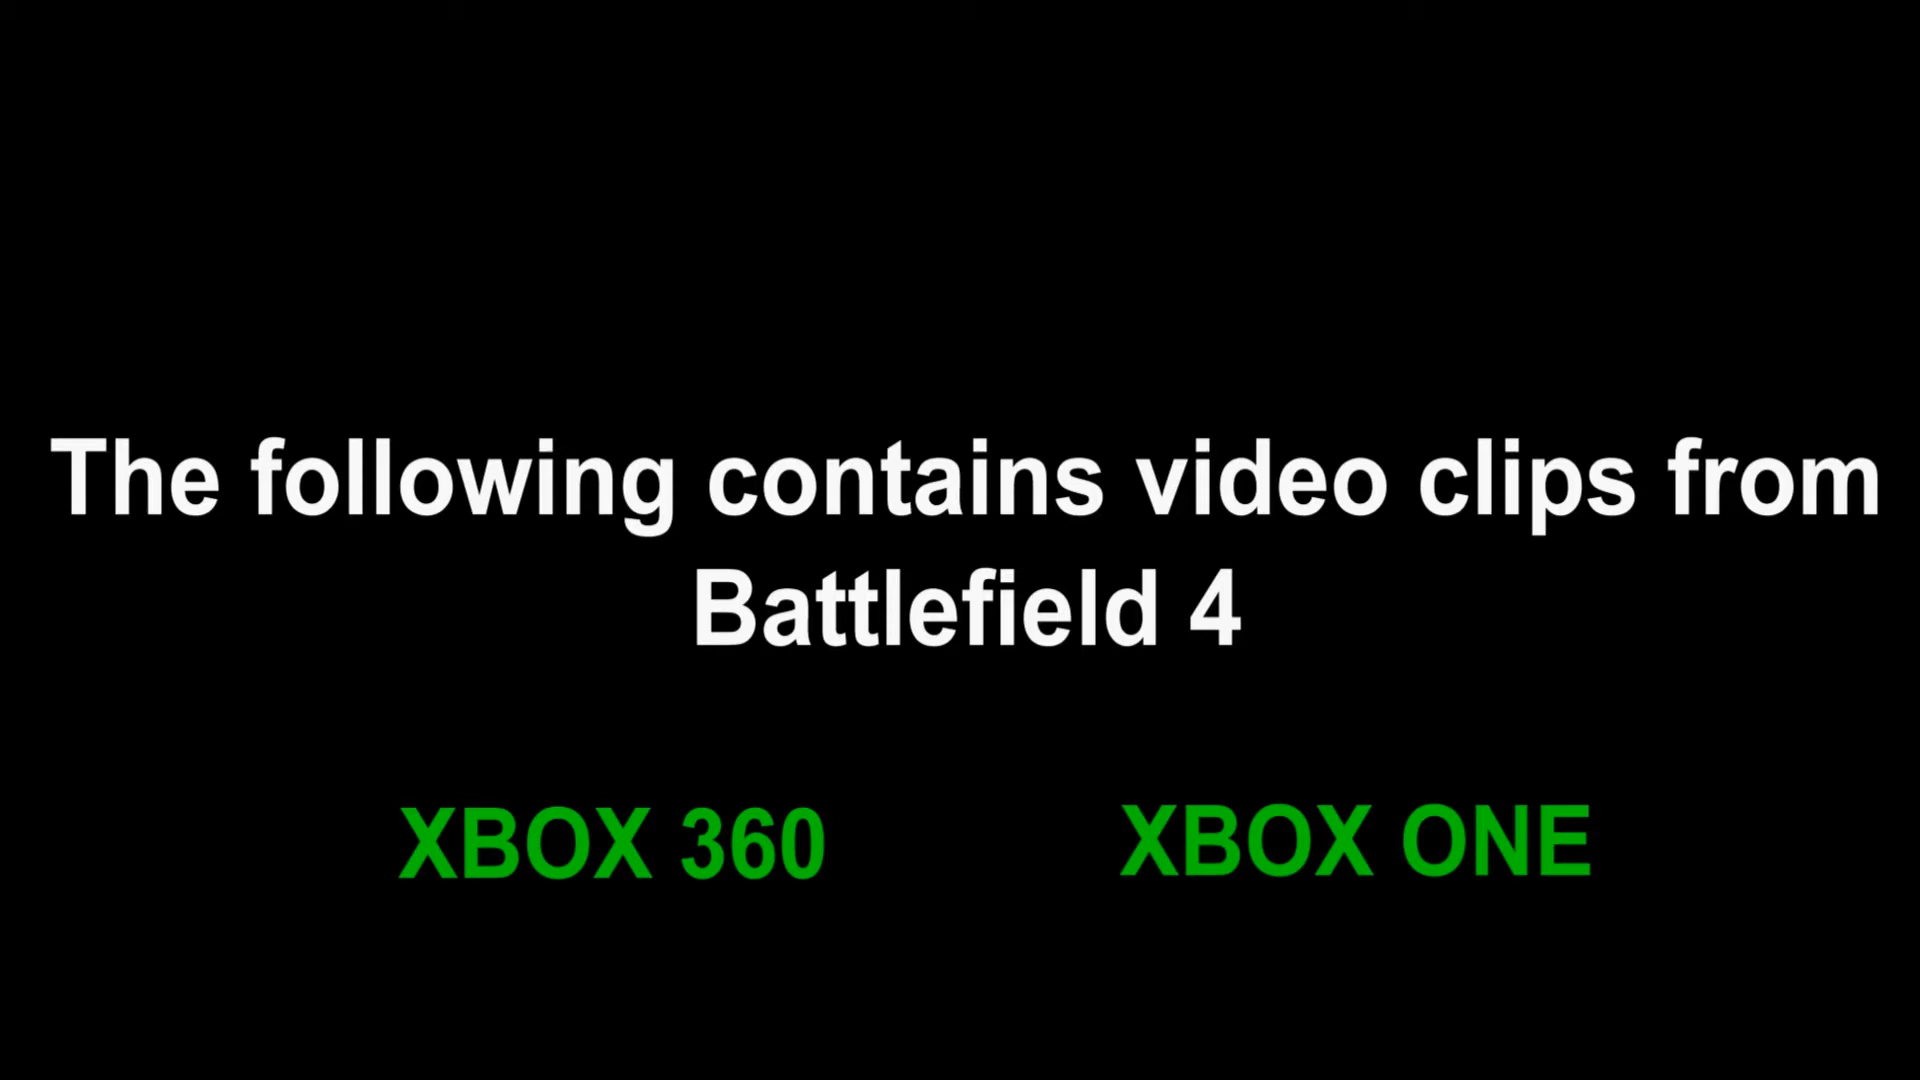 The following contains video clips from
Battlefield 4
XBOX 360 XBOX ONE